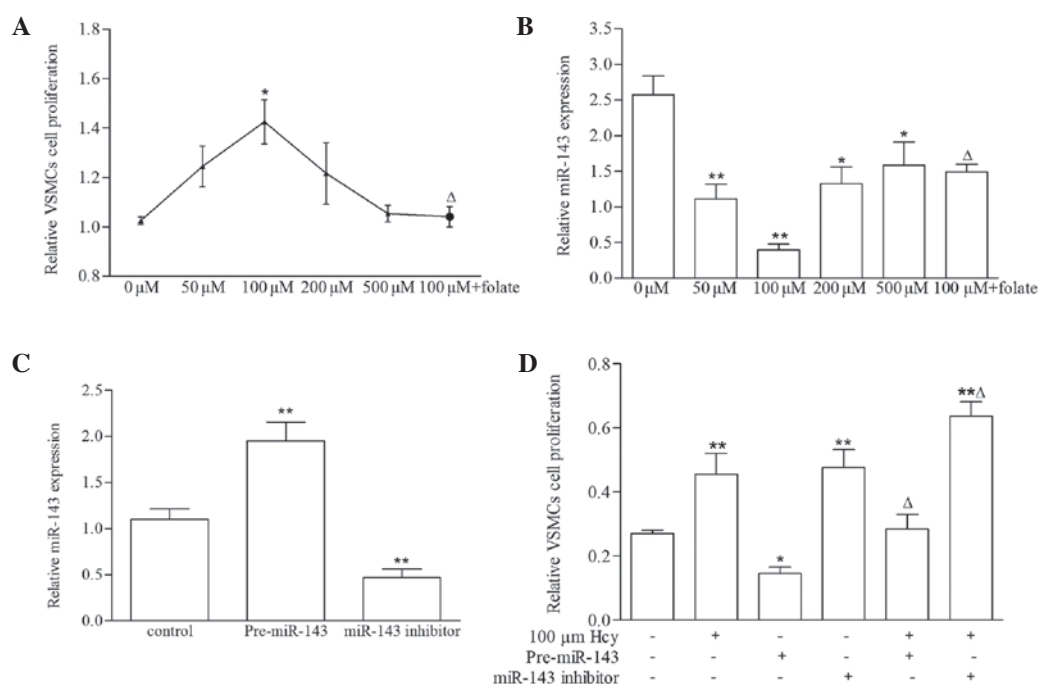 A
Relative VSMCs cell proliferation
1.8
1.6
1.4
1.2
1.0
0.8
*
Δ
0 µM 50 µM 100 µM 200 µM 500 µM 100 µM+folate
B
Relative miR-143 expression
3.5
3.0
2.5
2.0
1.5
1.0
0.5
0.0
**
**
*
*
Δ
0 µM 50 µM 100 µM 200 µM 500 µM 100 µM+folate
C
Relative miR-143 expression
2.5
2.0
1.5
1.0
0.5
0.0
**
**
control Pre-miR-143 miR-143 inhibitor
D
Relative VSMCs cell proliferation
0.8
0.6
0.4
0.2
0.0
**
*
**
Δ
**Δ
100 µm Hcy - + - - + +
Pre-miR-143 - - + - + -
miR-143 inhibitor - - - + - +